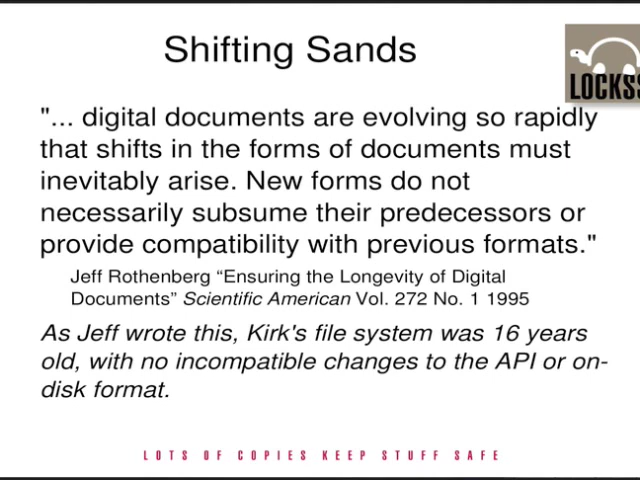 Shifting Sands
LOCKSS
"... digital documents are evolving so rapidly
that shifts in the forms of documents must
inevitably arise. New forms do not
necessarily subsume their predecessors or
provide compatibility with previous formats."
Jeff Rothenberg “Ensuring the Longevity of Digital
Documents” Scientific American Vol. 272 No. 1 1995
As Jeff wrote this, Kirk's file system was 16 years
old, with no incompatible changes to the API or on-
disk format.
LOTS OF COPIES KEEP STUFF SAFE